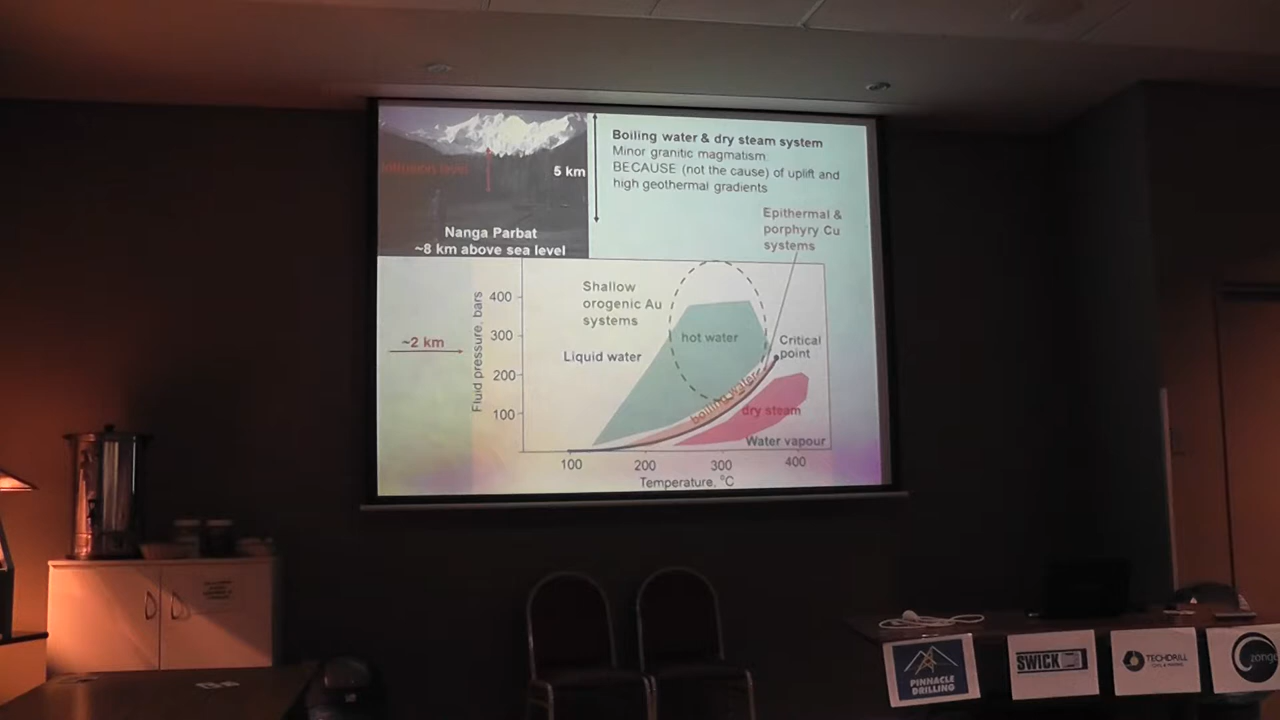 Boiling water & dry steam system
Minor granitic magmatism
BECAUSE (not the cause) of uplift and
high geothermal gradients
5 km
Nanga Parbat
~8 km above sea level
Epithermal &
porphyry Cu
systems
Shallow
orogenic Au
systems
hot water
Liquid water
Critical
point
boiling water
dry steam
Water vapour
~2 km
Fluid pressure, bars
400
300
200
100
100
200
300
400
Temperature, °C
PINNACLE
DRILLING
SWICK
TECHDRILL